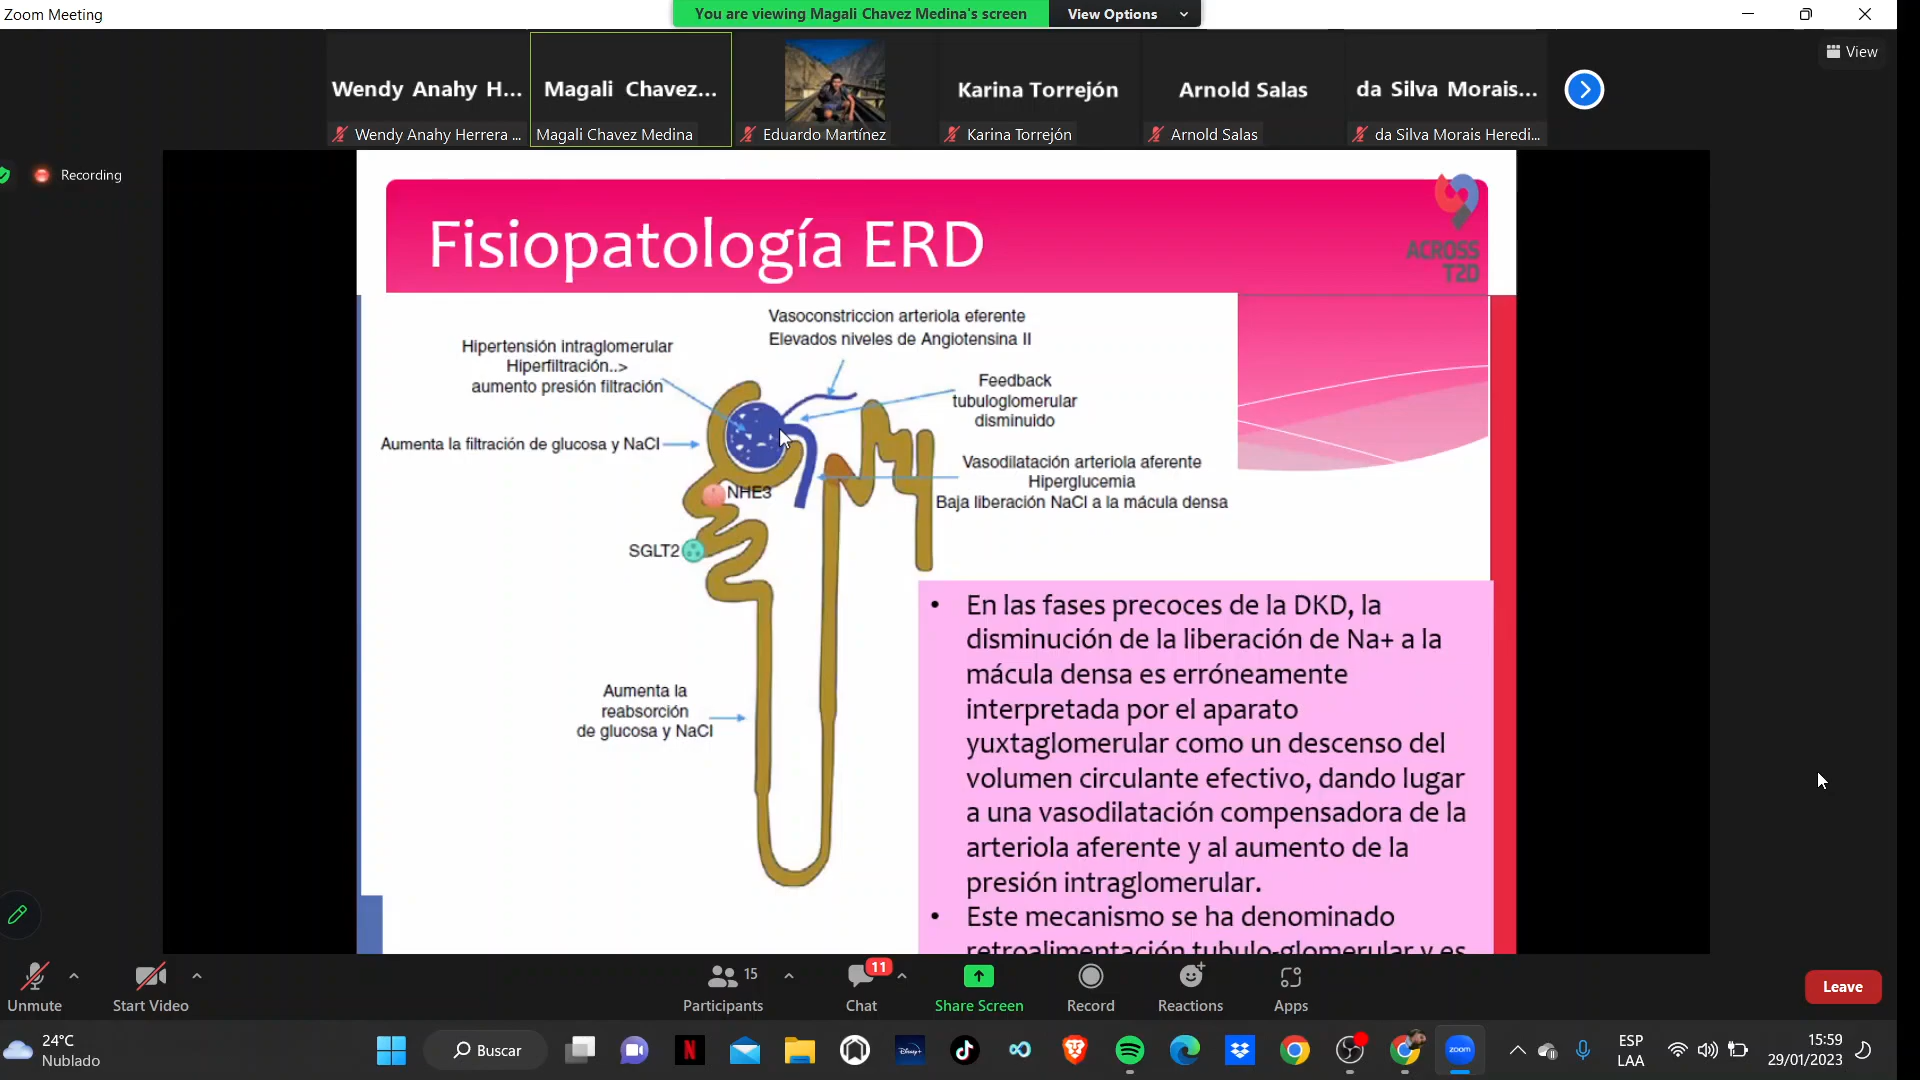 Zoom Meeting
You are viewing Magali Chavez Medina's screen
View Options
View
Wendy Anahy H...
Magali Chavez...
Karina Torrejón
Arnold Salas
da Silva Morais...
Wendy Anahy Herrera ...
Magali Chavez Medina
Eduardo Martínez
Karina Torrejón
Arnold Salas
da Silva Morais Heredi...
Recording
Fisiopatología ERD
ACROSS
T2D
Vasoconstriccion arteriola eferente
Elevados niveles de Angiotensina II
Hipertensión intraglomerular
Hiperfiltración..>
aumento presión filtración
Feedback
tubuloglomerular
disminuido
Aumenta la filtración de glucosa y NaCl
Vasodilatación arteriola aferente
Hiperglucemia
Baja liberación NaCl a la mácula densa
NHE3
SGLT2
Aumenta la
reabsorción
de glucosa y NaCl
• En las fases precoces de la DKD, la
disminución de la liberación de Na+ a la
mácula densa es erróneamente
interpretada por el aparato
yuxtaglomerular como un descenso del
volumen circulante efectivo, dando lugar
a una vasodilatación compensadora de la
arteriola aferente y al aumento de la
presión intraglomerular.
• Este mecanismo se ha denominado
retroalimentación tubulo-glomerular y es
Unmute
Start Video
15
Participants
11
Chat
Share Screen
Record
Reactions
Apps
Leave
24°C
Nublado
Buscar
N
Disney+
zoom
ESP
LAA
15:59
29/01/2023